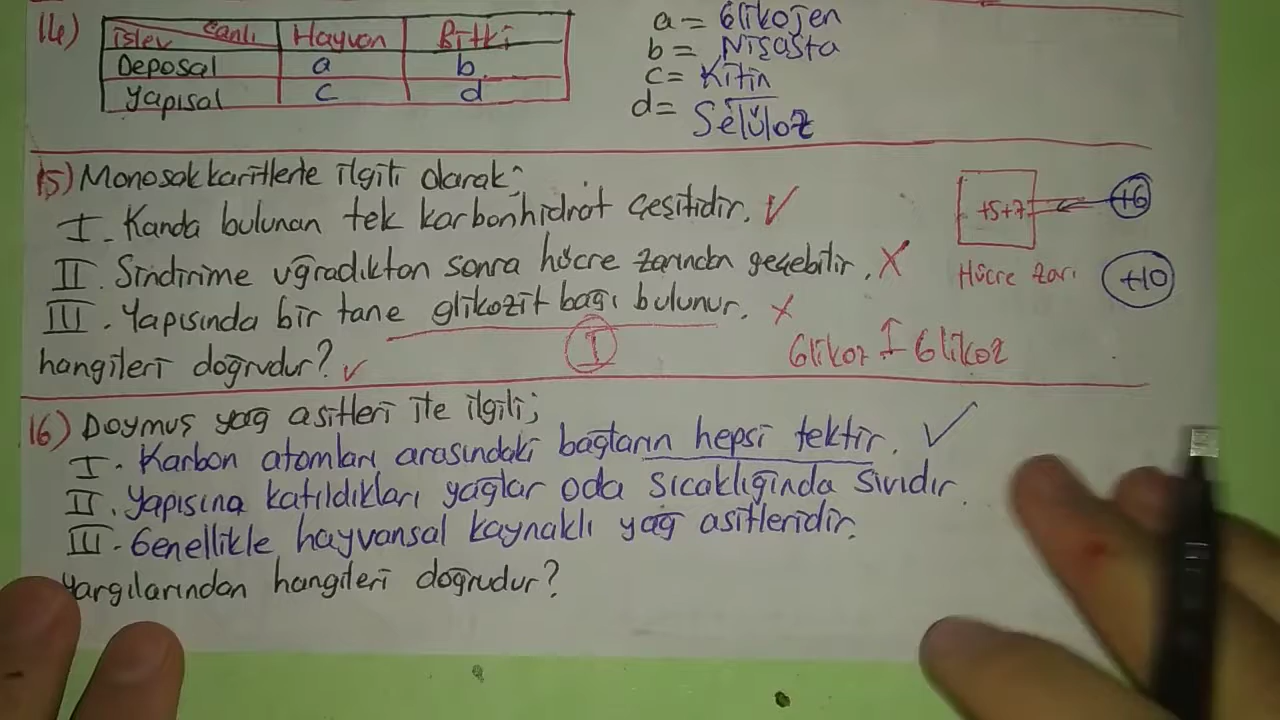 14) işlev Canlı Hayvan Bitki
Deposal a b
Yapısal c d
a = Glikojen
b = Nişasta
c = Kitin
d = Selüloz
15) Monosakkaritlerle ilgili olarak;
I. Kanda bulunan tek karbonhidrat çeşitidir. ✓
II. Sindirime uğradıktan sonra hücre zarından geçebilir. X
III. Yapısında bir tane glikozit bağı bulunur. X
hangileri doğrudur? ✓
I
+5+7
+6
Hücre zarı
+10
Glikoz I Glikoz
16) Doymuş yağ asitleri ile ilgili;
I. Karbon atomları arasındaki bağların hepsi tektir. ✓
II. Yapısına katıldıkları yağlar oda sıcaklığında sıvıdır.
III. Genellikle hayvansal kaynaklı yağ asitleridir.
yargılarından hangileri doğrudur?